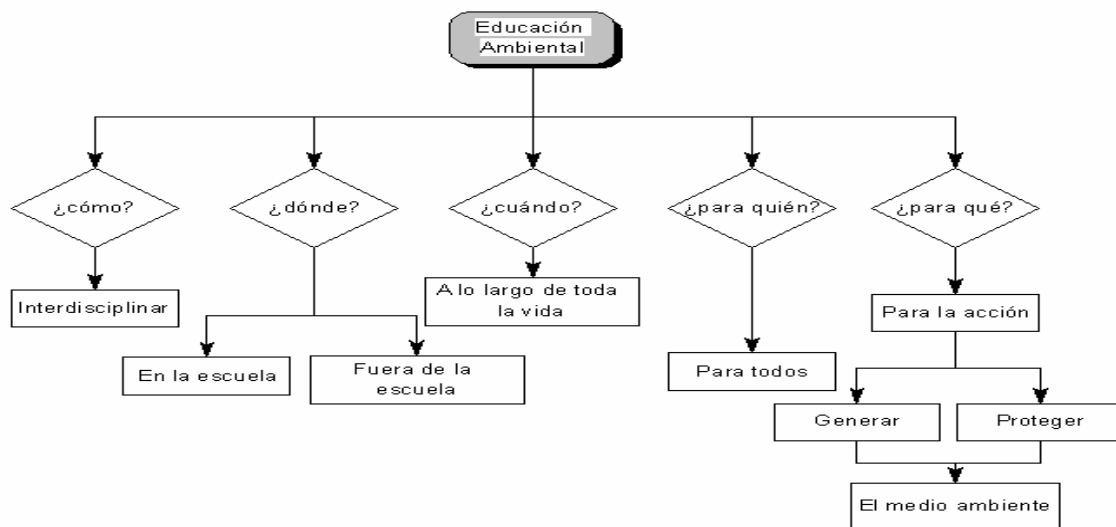 Educación
Ambiental
¿cómo?
¿dónde?
¿cuándo?
¿para quién?
¿para qué?
Interdisciplinar
A lo largo de toda
la vida
Para la acción
En la escuela
Fuera de la
escuela
Para todos
Generar
Proteger
El medio ambiente